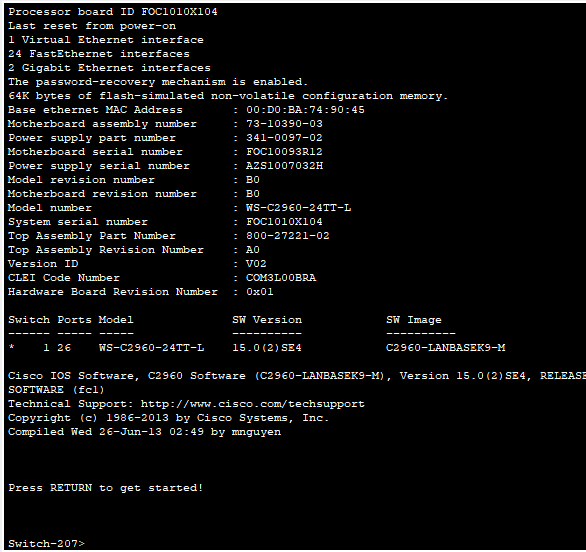 Processor board ID FOC1010X104
Last reset from power-on
1 Virtual Ethernet interface
24 FastEthernet interfaces
2 Gigabit Ethernet interfaces
The password-recovery mechanism is enabled.
64K bytes of flash-simulated non-volatile configuration memory.
Base ethernet MAC Address       : 00:D0:BA:74:90:45
Motherboard assembly number     : 73-10390-03
Power supply part number        : 341-0097-02
Motherboard serial number       : FOC10093R12
Power supply serial number      : AZS1007032H
Model revision number           : B0
Motherboard revision number     : B0
Model number                    : WS-C2960-24TT-L
System serial number            : FOC1010X104
Top Assembly Part Number        : 800-27221-02
Top Assembly Revision Number    : A0
Version ID                      : V02
CLEI Code Number                : COM3L00BRA
Hardware Board Revision Number  : 0x01
Switch Ports Model              SW Version            SW Image
------ ----- -----              ----------            ----------
*    1 26    WS-C2960-24TT-L    15.0(2)SE4            C2960-LANBASEK9-M
Cisco IOS Software, C2960 Software (C2960-LANBASEK9-M), Version 15.0(2)SE4, RELEASE
SOFTWARE (fc1)
Technical Support: http://www.cisco.com/techsupport
Copyright (c) 1986-2013 by Cisco Systems, Inc.
Compiled Wed 26-Jun-13 02:49 by mnguyen
Press RETURN to get started!
Switch-207>